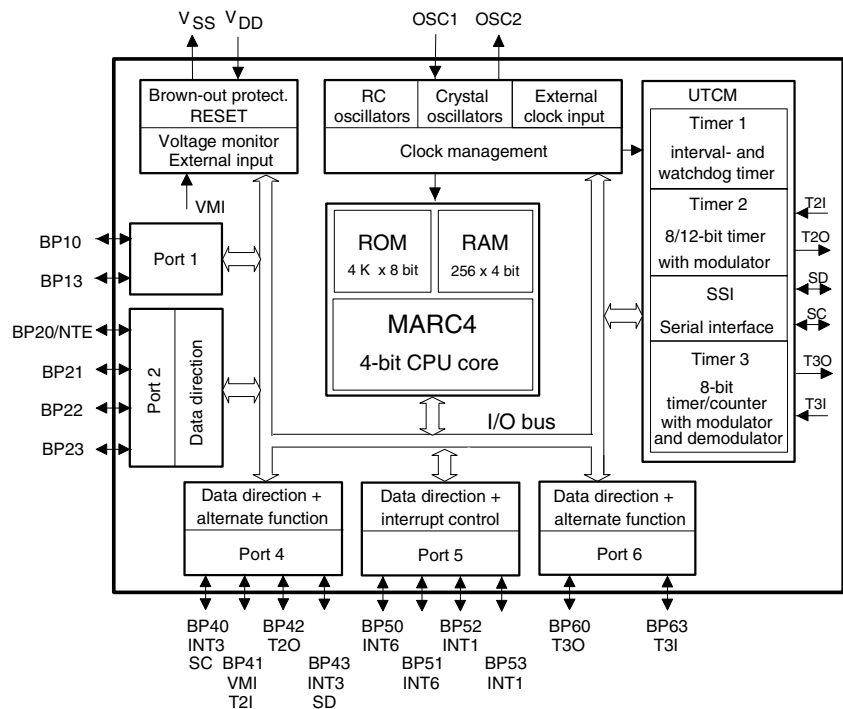 VSS
VDD
OSC1
OSC2
Brown-out protect.
RESET
Voltage monitor
External input
VMI
RC
oscillators
Crystal
oscillators
External
clock input
Clock management
UTCM
Timer 1
interval- and
watchdog timer
Timer 2
8/12-bit timer
with modulator
SSI
Serial interface
Timer 3
8-bit
timer/counter
with modulator
and demodulator
T2I
T2O
SD
SC
T3O
T3I
ROM
4 K x 8 bit
RAM
256 x 4 bit
MARC4
4-bit CPU core
I/O bus
BP10
BP13
Port 1
BP20/NTE
BP21
BP22
BP23
Port 2
Data direction
Data direction +
alternate function
Port 4
Data direction +
interrupt control
Port 5
Data direction +
alternate function
Port 6
BP40
INT3
SC
BP41
VMI
T2I
BP42
T2O
BP43
INT3
SD
BP50
INT6
BP51
INT6
BP52
INT1
BP53
INT1
BP60
T3O
BP63
T3I